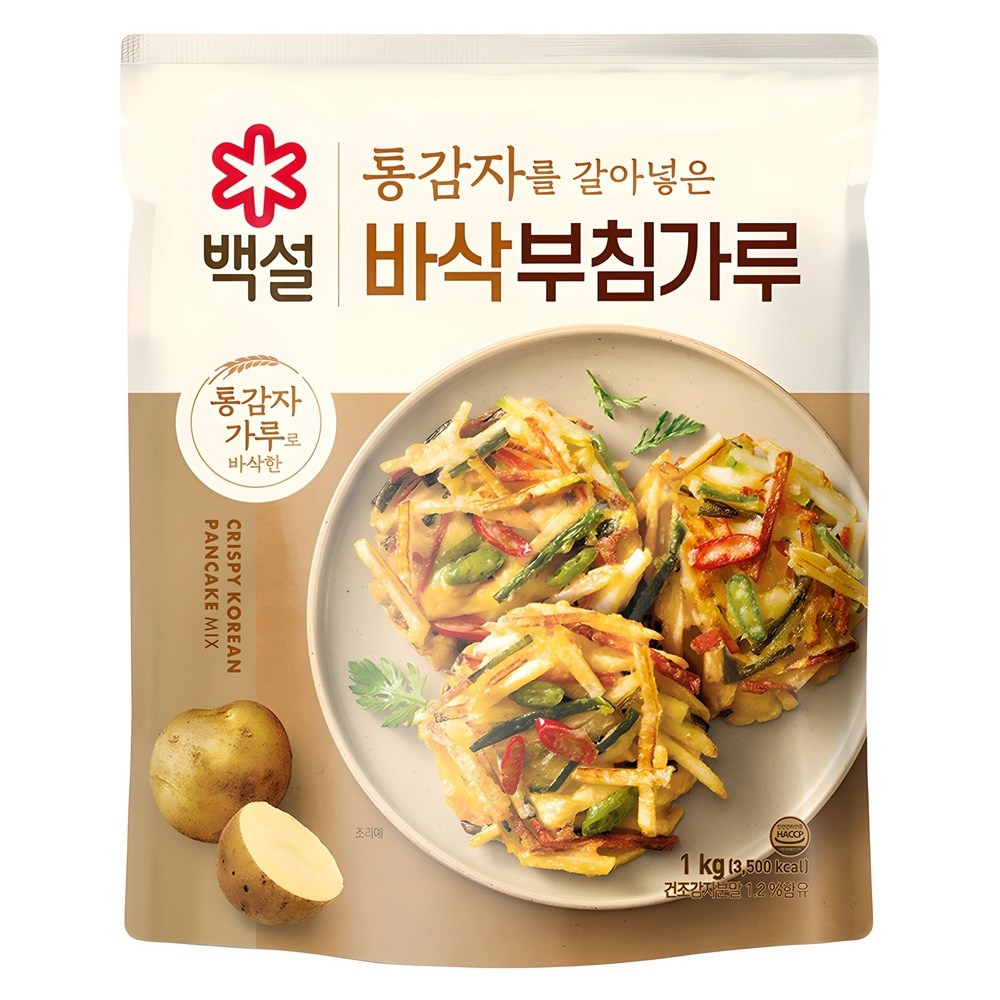 백설
통감자를 갈아넣은
바삭부침가루
통감자
가루로
바삭한
CRISPY KOREAN
PANCAKE MIX
조리예
HACCP
1 kg (3,500 kcal)
건조감자분말 1.2 %함유